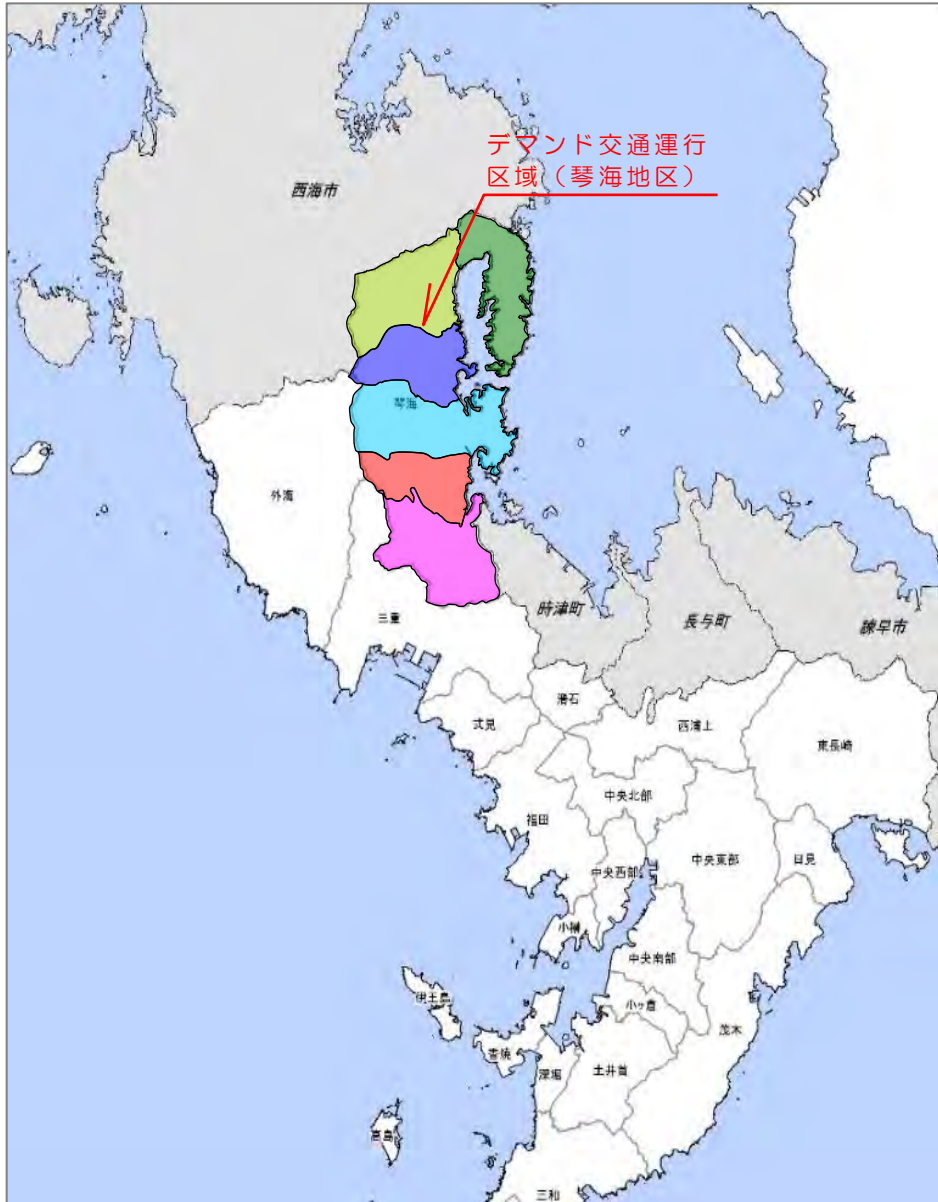 デマンド交通運行
区域（琴海地区）
西海市
琴海
外海
時津町
長与町
諫早市
三重
滑石
式見
西浦上
東長崎
中央北部
福田
中央東部
日見
中央西部
小榊
中央南部
伊王島
小ヶ倉
茂木
香焼
深堀
土井首
高島
三和